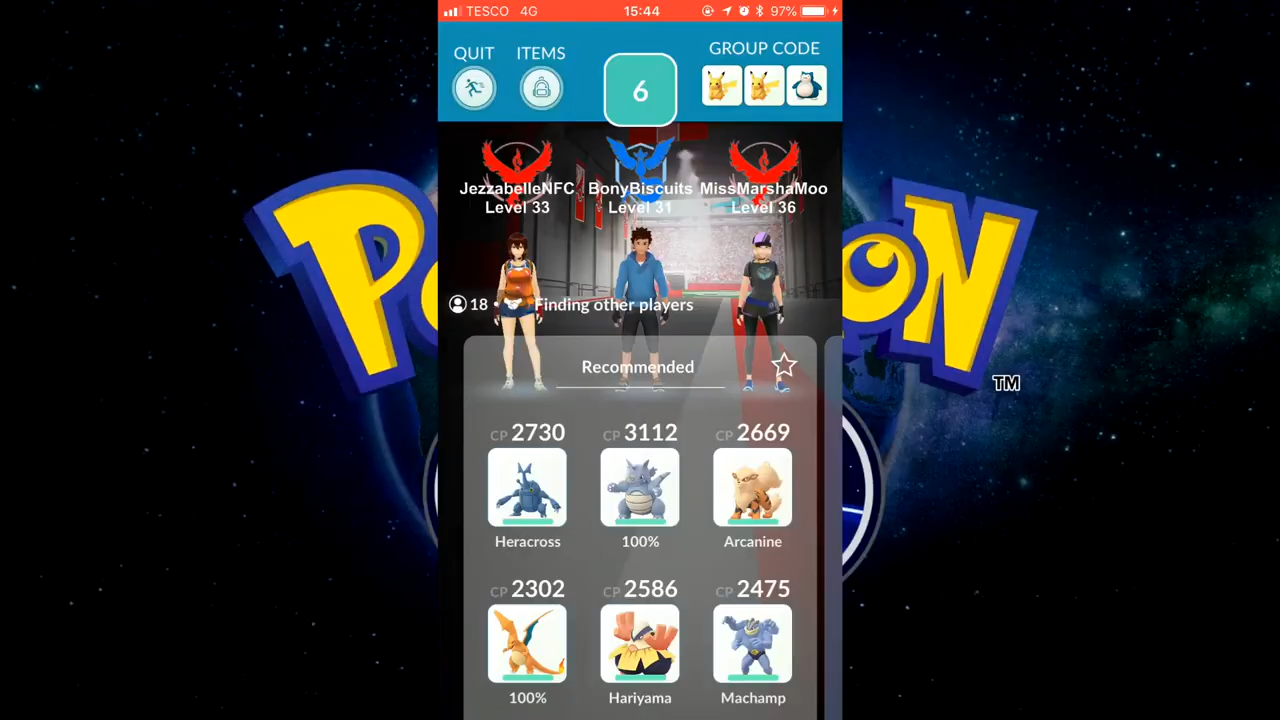 TESCO 4G 15:44 97%
QUIT ITEMS GROUP CODE
6
JezzabelleNFC BonyBiscuits MissMarshaMoo
Level 33 Level 31 Level 36
18 Finding other players
Recommended
CP 2730 CP 3112 CP 2669
Heracross 100% Arcanine
CP 2302 CP 2586 CP 2475
100% Hariyama Machamp
PO ON
TM